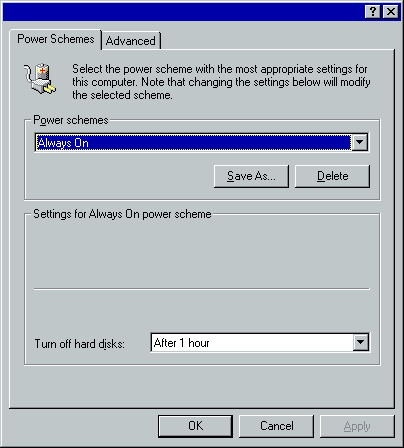 Power Schemes
Advanced
Select the power scheme with the most appropriate settings for
this computer. Note that changing the settings below will modify
the selected scheme.
Power schemes
Always On
Save As...
Delete
Settings for Always On power scheme
Turn off hard disks:
After 1 hour
OK
Cancel
Apply